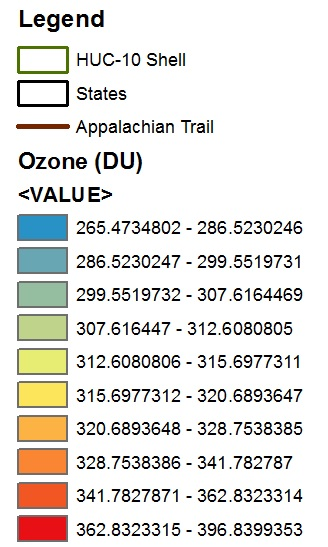 Legend
HUC-10 Shell
States
Appalachian Trail
Ozone (DU)
<VALUE>
265.4734802 - 286.5230246
286.5230247 - 299.5519731
299.5519732 - 307.6164469
307.616447 - 312.6080805
312.6080806 - 315.6977311
315.6977312 - 320.6893647
320.6893648 - 328.7538385
328.7538386 - 341.782787
341.7827871 - 362.8323314
362.8323315 - 396.8399353